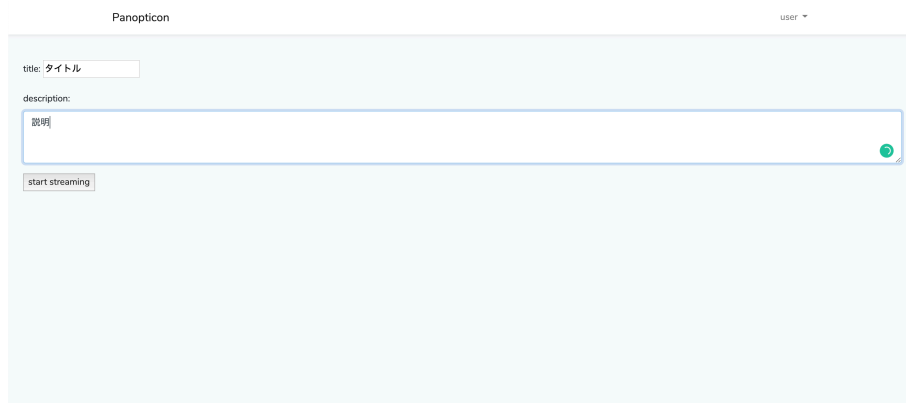 Panopticon user
title: タイトル
description:
説明
start streaming